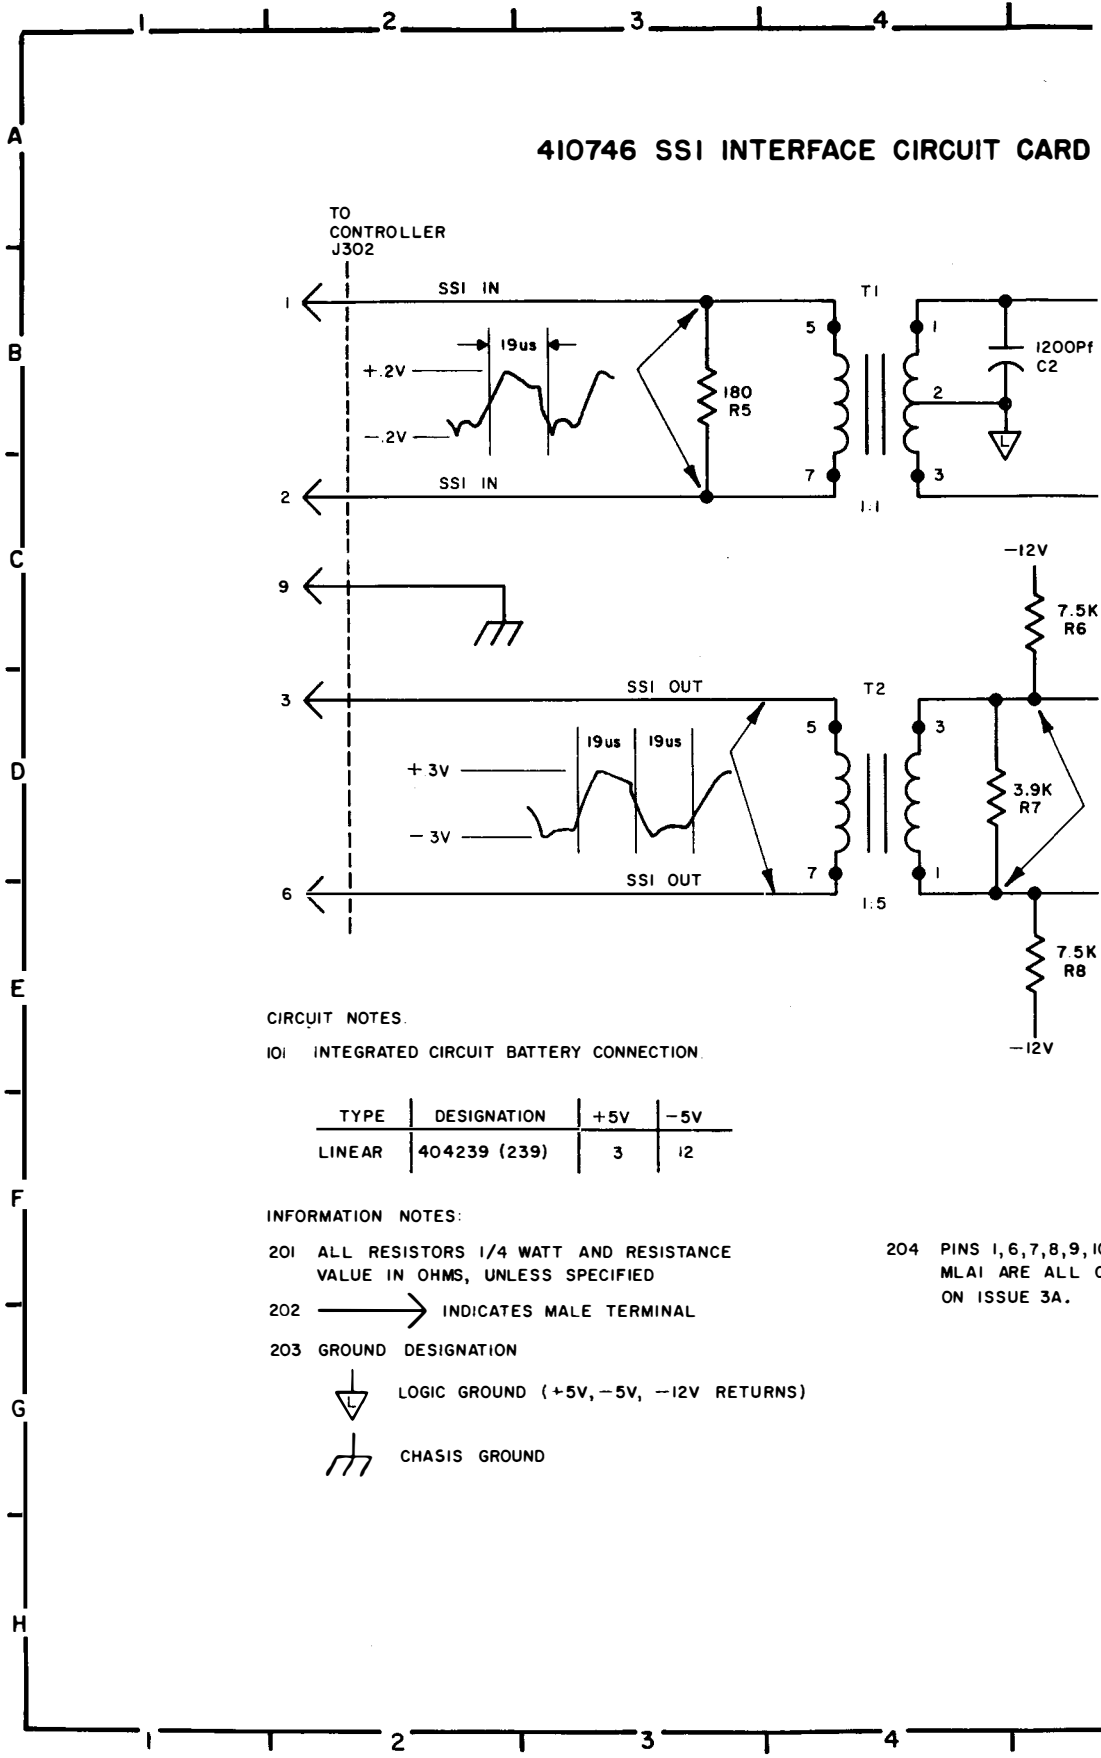 1 2 3 4
A
410746 SSI INTERFACE CIRCUIT CARD
TO
CONTROLLER
J302
1 SSI IN T1
5 1
B
19us
+.2V
1200Pf
C2
180
R5
2
L
-.2V
7 3
2 SSI IN
1:1
C
-12V
9
7.5K
R6
3 SSI OUT T2
5 3
19us 19us
D
+3V
3.9K
R7
-3V
7 1
6 SSI OUT
1:5
7.5K
R8
E
-12V
CIRCUIT NOTES.
101 INTEGRATED CIRCUIT BATTERY CONNECTION.
TYPE DESIGNATION +5V -5V
LINEAR 404239 (239) 3 12
F
INFORMATION NOTES:
201 ALL RESISTORS 1/4 WATT AND RESISTANCE
VALUE IN OHMS, UNLESS SPECIFIED
202 INDICATES MALE TERMINAL
203 GROUND DESIGNATION
L LOGIC GROUND (+5V,-5V, -12V RETURNS)
CHASIS GROUND
204 PINS 1,6,7,8,9,
MLA1 ARE ALL
ON ISSUE 3A.
G
H
1 2 3 4